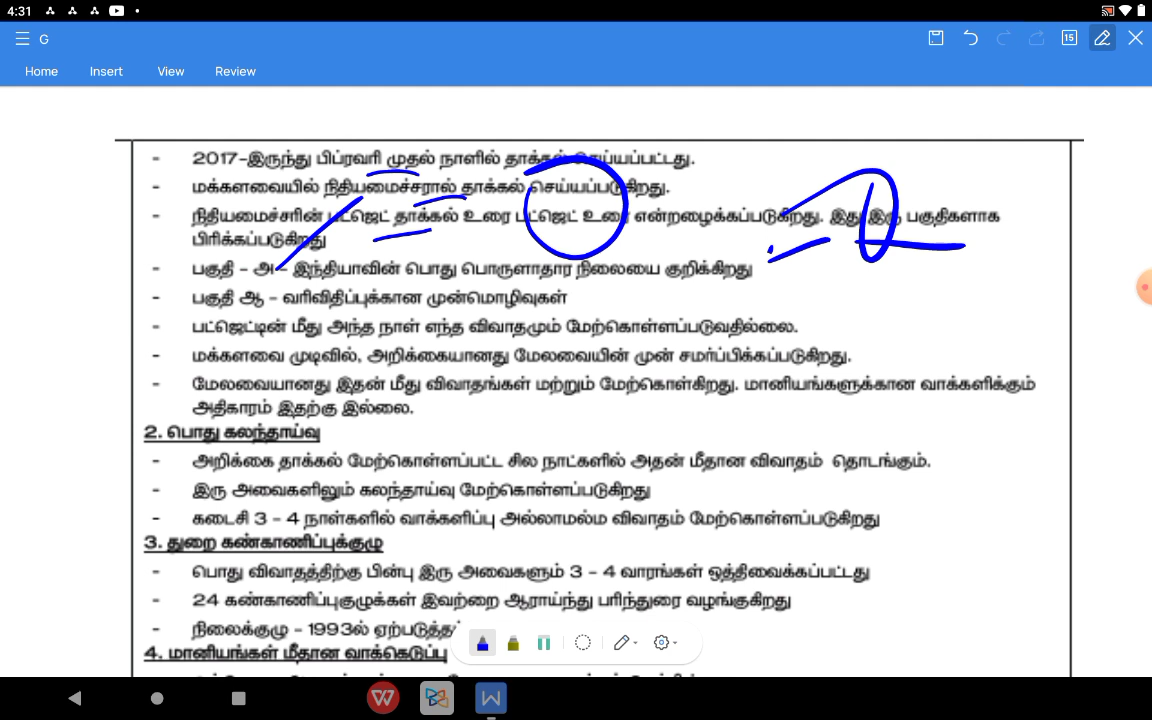 4:31
G
15
Home Insert View Review
- 2017-இருந்து பிப்ரவரி முதல் நாளில் தாக்கல் செய்யப்பட்டது.
- மக்களவையில் நிதியமைச்சரால் தாக்கல் செய்யப்படுகிறது.
- நிதியமைச்சரின் பட்ஜெட் தாக்கல் உரை பட்ஜெட் உரை என்றழைக்கப்படுகிறது. இது இரு பகுதிகளாக
பிரிக்கப்படுகிறது
- பகுதி - அ - இந்தியாவின் பொது பொருளாதார நிலையை குறிக்கிறது
- பகுதி ஆ - வரிவிதிப்புக்கான முன்மொழிவுகள்
- பட்ஜெட்டின் மீது அந்த நாள் எந்த விவாதமும் மேற்கொள்ளப்படுவதில்லை.
- மக்களவை முடிவில், அறிக்கையானது மேலவையின் முன் சமர்ப்பிக்கப்படுகிறது.
- மேலவையானது இதன் மீது விவாதங்கள் மற்றும் மேற்கொள்கிறது. மானியங்களுக்கான வாக்களிக்கும்
அதிகாரம் இதற்கு இல்லை.
2. பொது கலந்தாய்வு
- அறிக்கை தாக்கல் மேற்கொள்ளப்பட்ட சில நாட்களில் அதன் மீதான விவாதம் தொடங்கும்.
- இரு அவைகளிலும் கலந்தாய்வு மேற்கொள்ளப்படுகிறது
- கடைசி 3 - 4 நாள்களில் வாக்களிப்பு அல்லாமல்ம விவாதம் மேற்கொள்ளப்படுகிறது
3. துறை கண்காணிப்புக்குழு
- பொது விவாதத்திற்கு பின்பு இரு அவைகளும் 3 - 4 வாரங்கள் ஒத்திவைக்கப்பட்டது
- 24 கண்காணிப்புகுழுக்கள் இவற்றை ஆராய்ந்து பரிந்துரை வழங்குகிறது
- நிலைக்குழு - 1993ல்
4. மானியங்கள் மீதான வாக்கெடுப்பு